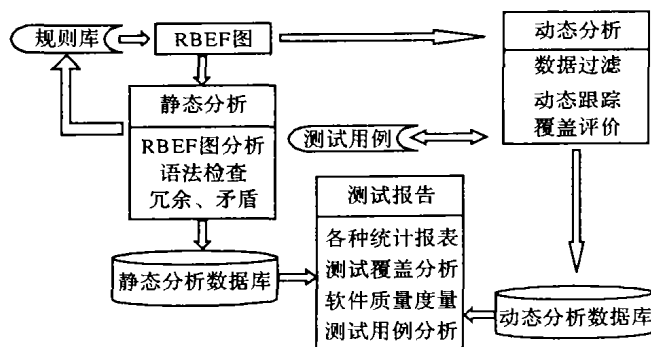 规则库
RBEF图
动态分析
数据过滤
动态跟踪
覆盖评价
静态分析
RBEF图分析
语法检查
冗余、矛盾
测试用例
测试报告
各种统计报表
测试覆盖分析
软件质量度量
测试用例分析
静态分析数据库
动态分析数据库